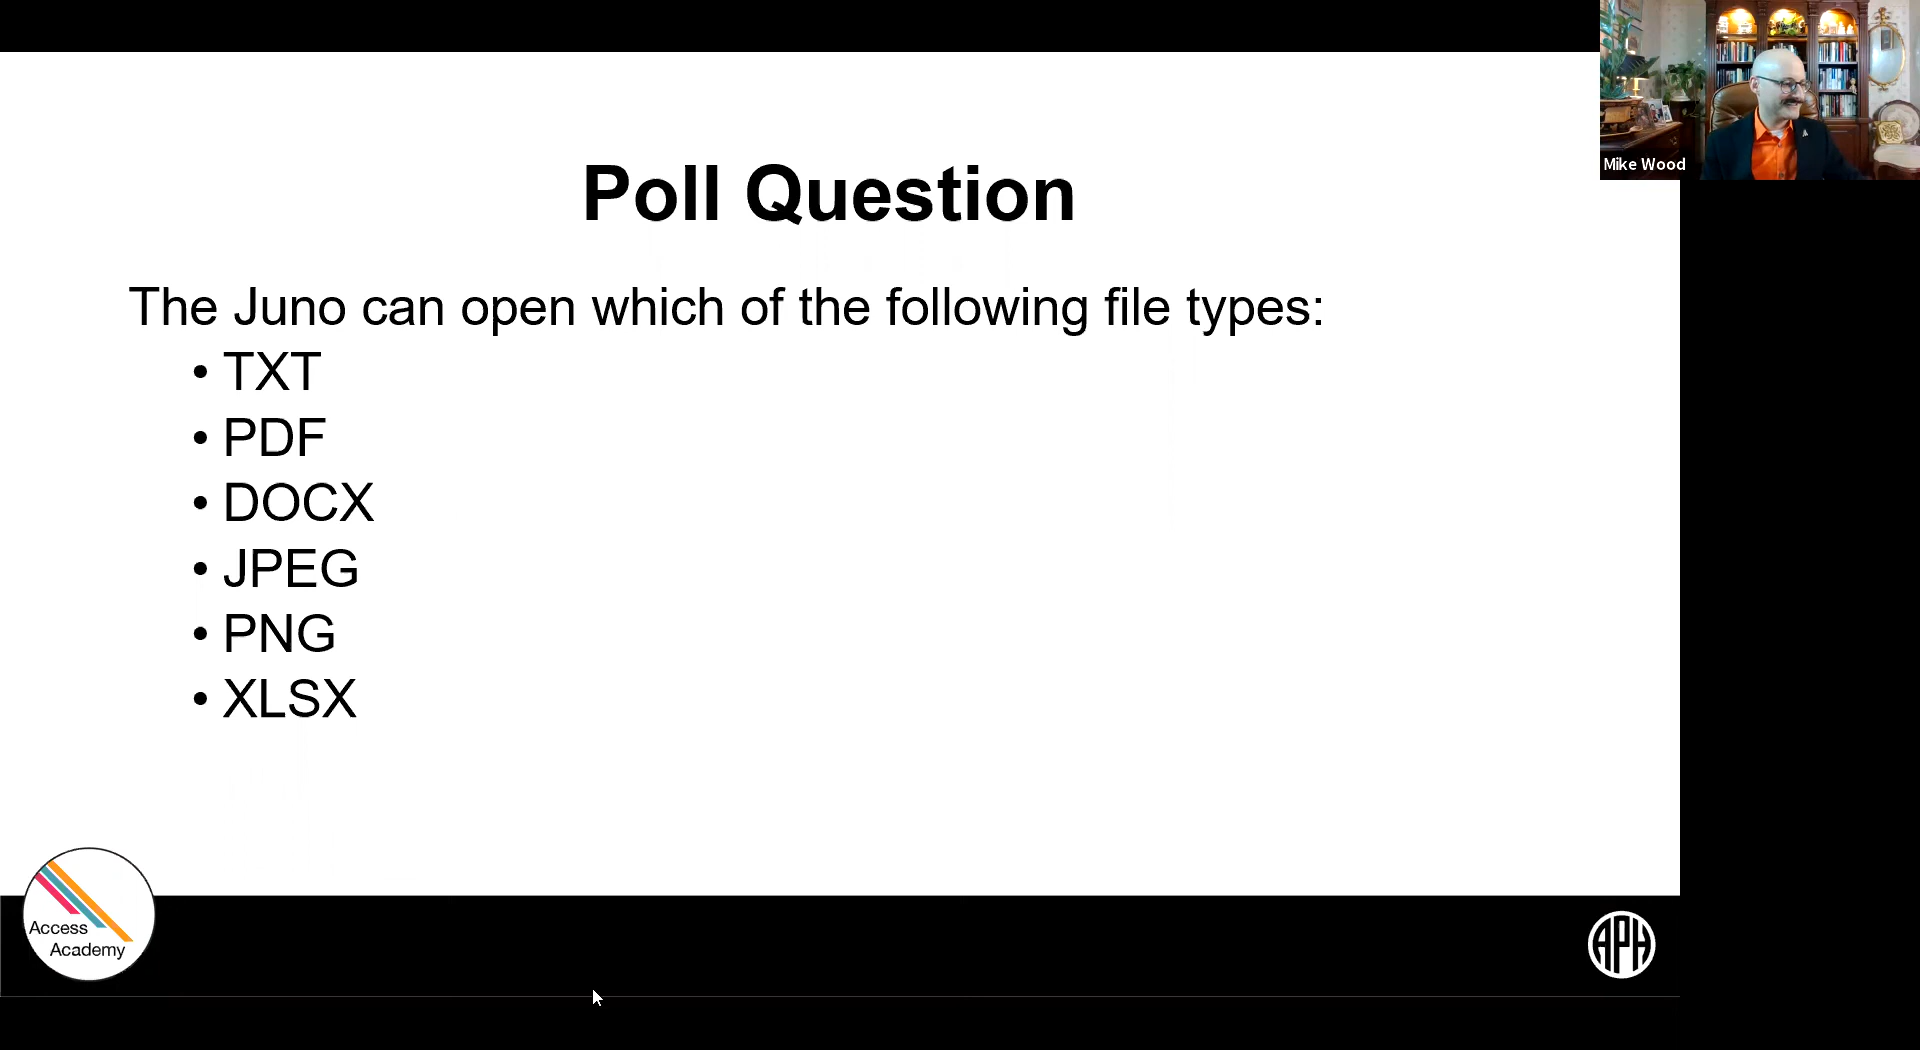 Poll Question
The Juno can open which of the following file types:
• TXT
• PDF
• DOCX
• JPEG
• PNG
• XLSX
Mike Wood
Access
Academy
APH